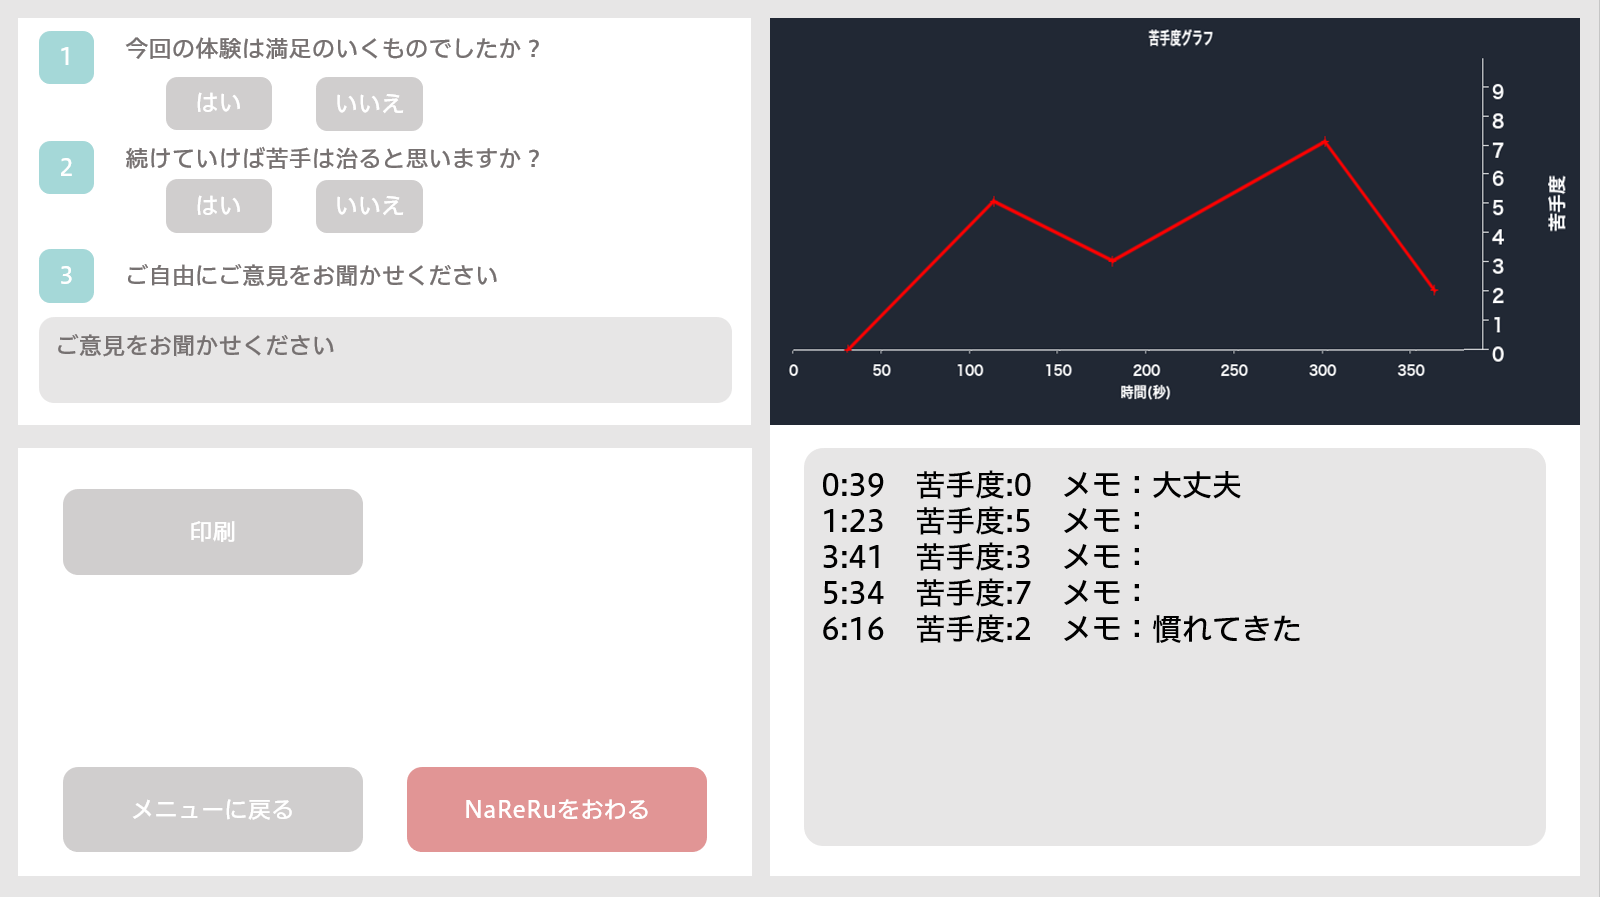 1 今回の体験は満足のいくものでしたか？
はい いいえ
2 続けていけば苦手は治ると思いますか？
はい いいえ
3 ご自由にご意見をお聞かせください
ご意見をお聞かせください
印刷
メニューに戻る NaReRuをおわる
苦手度グラフ
9
8
7
6
5
4
3
2
1
0
苦手度
0 50 100 150 200 250 300 350
時間(秒)
0:39 苦手度:0 メモ：大丈夫
1:23 苦手度:5 メモ：
3:41 苦手度:3 メモ：
5:34 苦手度:7 メモ：
6:16 苦手度:2 メモ：慣れてきた